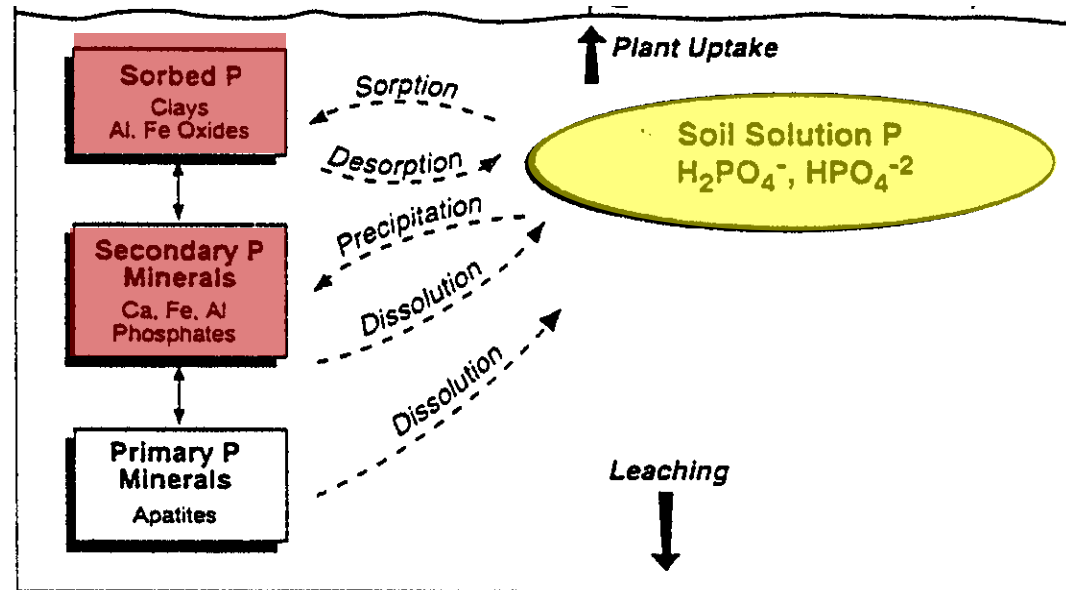 Plant Uptake
Sorbed P
Clays
Al, Fe Oxides
Sorption
Desorption
Soil Solution P
H₂PO₄⁻, HPO₄⁻²
Precipitation
Secondary P
Minerals
Ca, Fe, Al
Phosphates
Dissolution
Dissolution
Primary P
Minerals
Apatites
Leaching